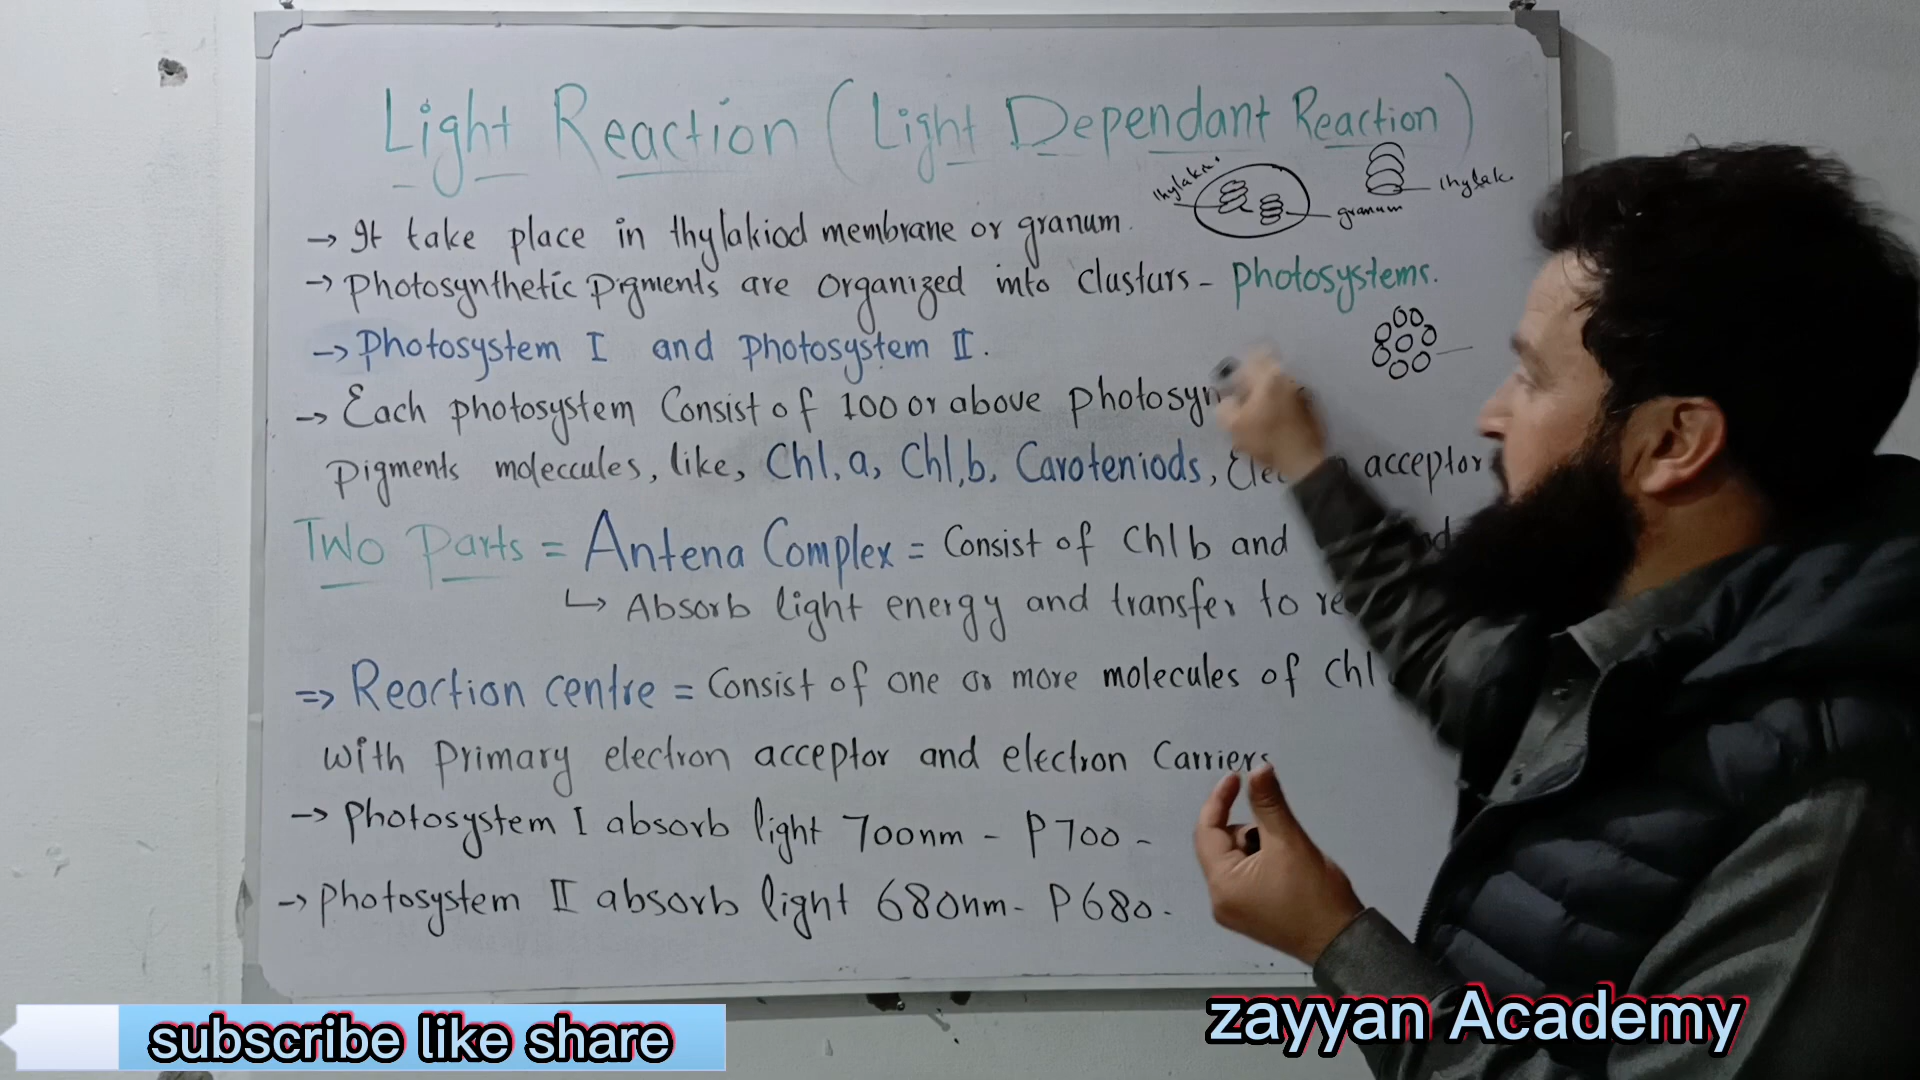 Light Reaction (Light Dependant Reaction)
thylak.
granum
→ It take place in thylakiod membrane or granum.
→ Photosynthetic pigments are organized into clusturs - photosystems.
→ Photosystem I and photosystem II.
→ Each photosystem Consist of 100 or above
pigments moleccules, like, Chl,a, Chl,b, Caroteniods, acceptor
Two Parts = Antena Complex = Consist of Chl b and
↳ Absorb light energy and transfer to
⇒ Reaction centre = Consist of one or more molecules of Chl
with primary electron acceptor and electron Carriers
→ Photosystem I absorb light 700nm - P700 -
→ Photosystem II absorb light 680nm - P680 -
subscribe like share
zayyan Academy